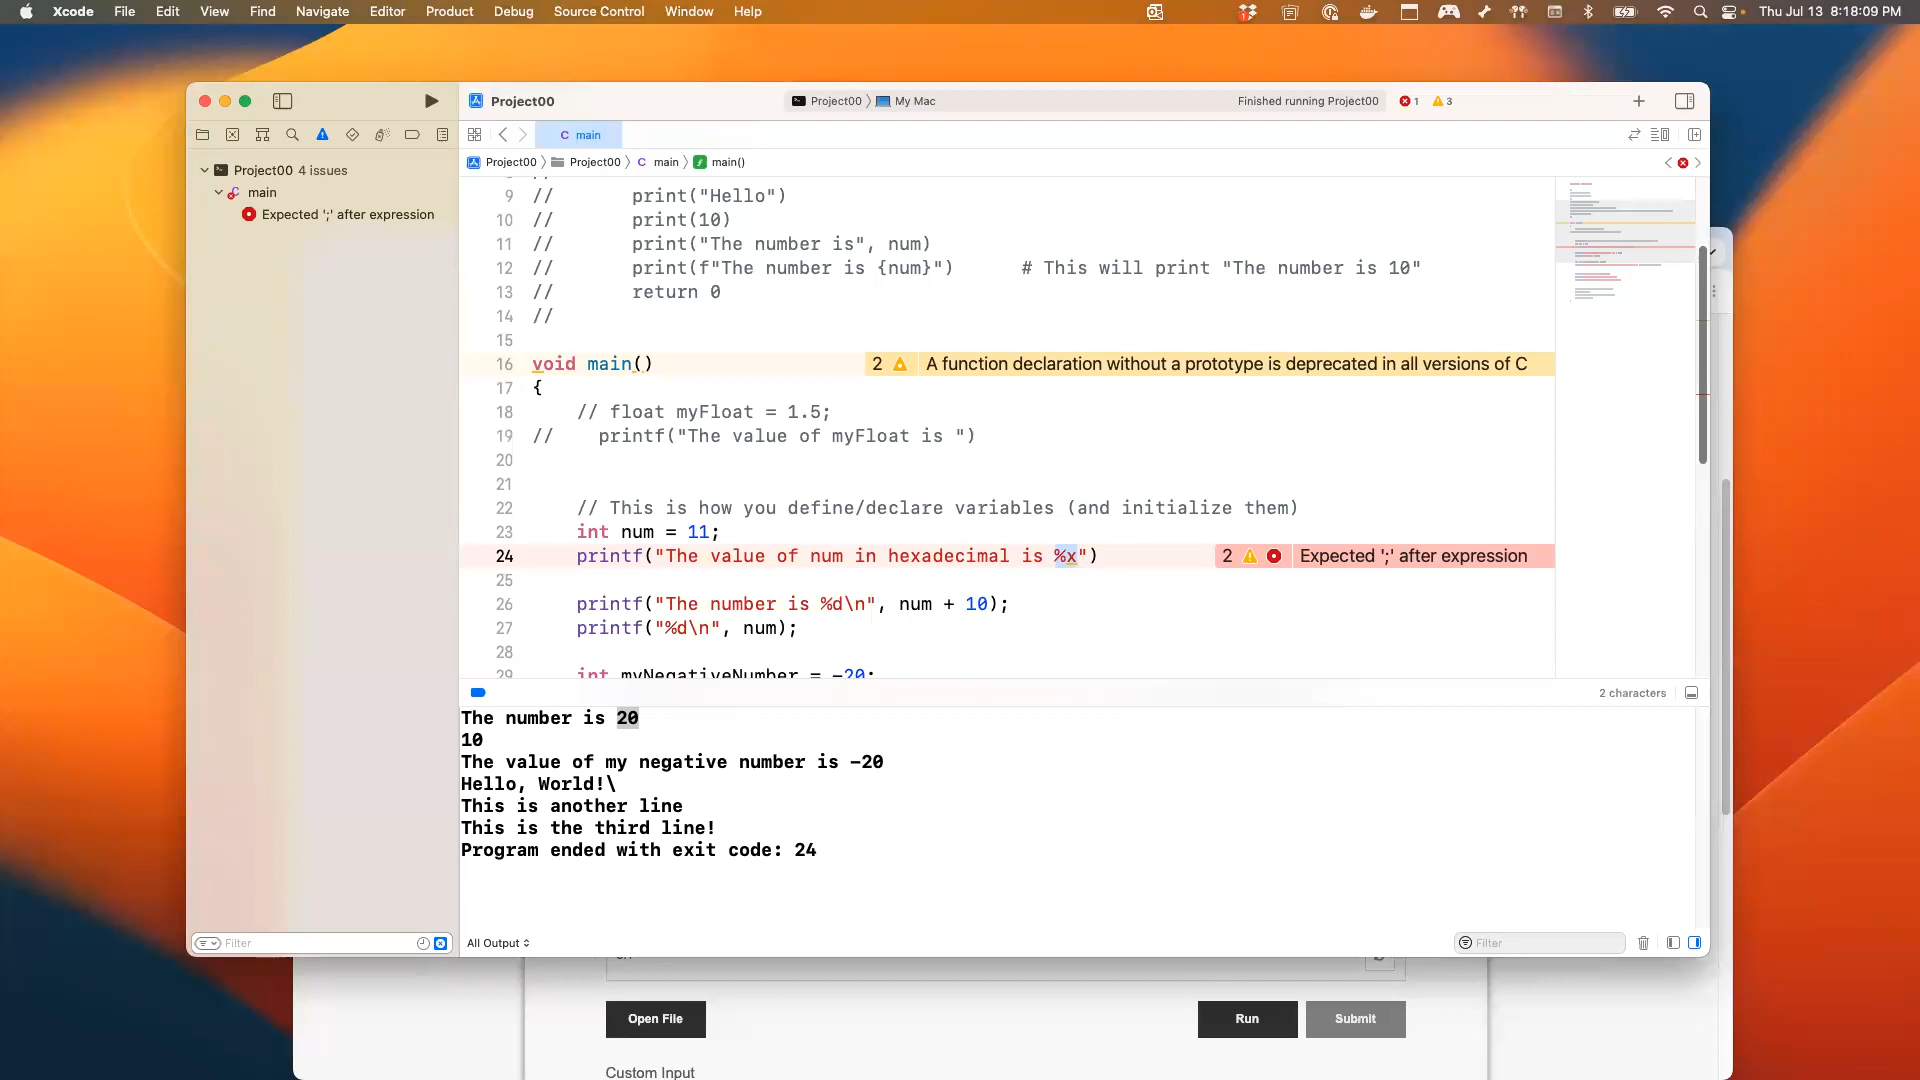 Xcode File Edit View Find Navigate Editor Product Debug Source Control Window Help
1
Thu Jul 13 8:18:09 PM
Project00
Project00 My Mac
Finished running Project00
1
3
C main
Project00 Project00 C main f main()
Project00 4 issues
main
Expected ';' after expression
9 // print("Hello")
10 // print(10)
11 // print("The number is", num)
12 // print(f"The number is {num}") # This will print "The number is 10"
13 // return 0
14 //
15
16 void main() 2 A function declaration without a prototype is deprecated in all versions of C
17 {
18 // float myFloat = 1.5;
19 // printf("The value of myFloat is ")
20
21
22 // This is how you define/declare variables (and initialize them)
23 int num = 11;
24 printf("The value of num in hexadecimal is %x") 2 Expected ';' after expression
25
26 printf("The number is %d\n", num + 10);
27 printf("%d\n", num);
28
29 int myNegativeNumber = -20;
2 characters
The number is 20
10
The value of my negative number is -20
Hello, World!\
This is another line
This is the third line!
Program ended with exit code: 24
Filter
All Output
Filter
Open File
Run
Submit
Custom Input